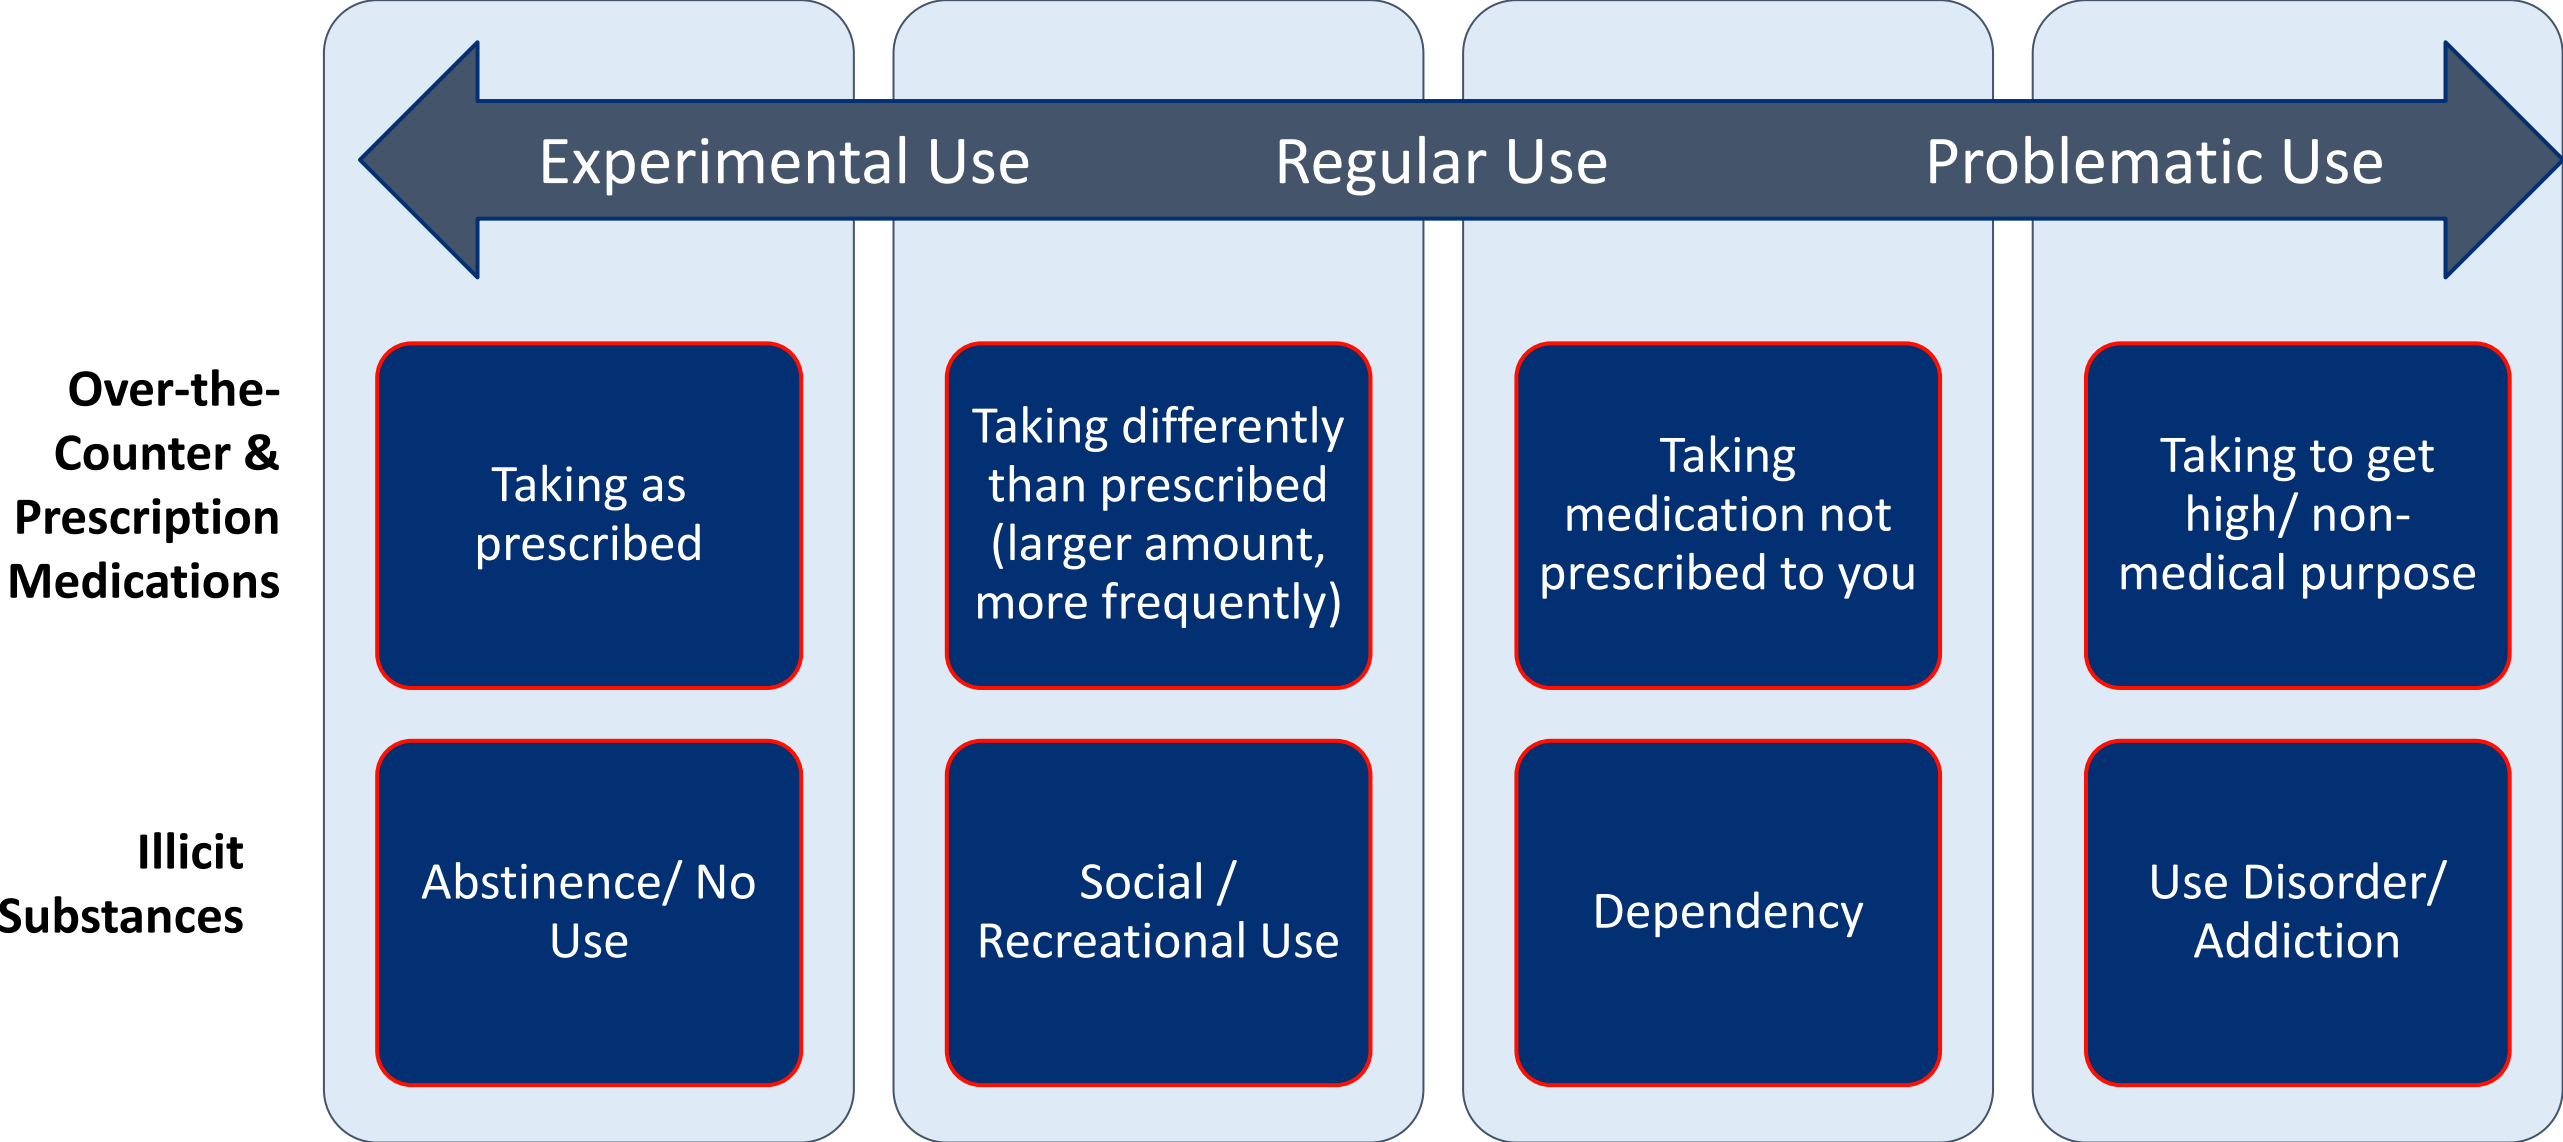 Experimental Use Regular Use Problematic Use
Over-the-
Counter &
Prescription
Medications
Taking as
prescribed
Taking differently
than prescribed
(larger amount,
more frequently)
Taking
medication not
prescribed to you
Taking to get
high/ non-
medical purpose
Illicit
Substances
Abstinence/ No
Use
Social /
Recreational Use
Dependency
Use Disorder/
Addiction